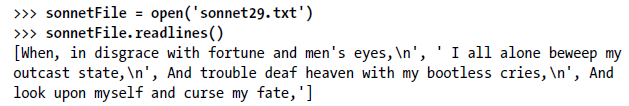 >>> sonnetFile = open('sonnet29.txt')
>>> sonnetFile.readlines()
[When, in disgrace with fortune and men's eyes,\n', ' I all alone beweep my
outcast state,\n', And trouble deaf heaven with my bootless cries,\n', And
look upon myself and curse my fate,']